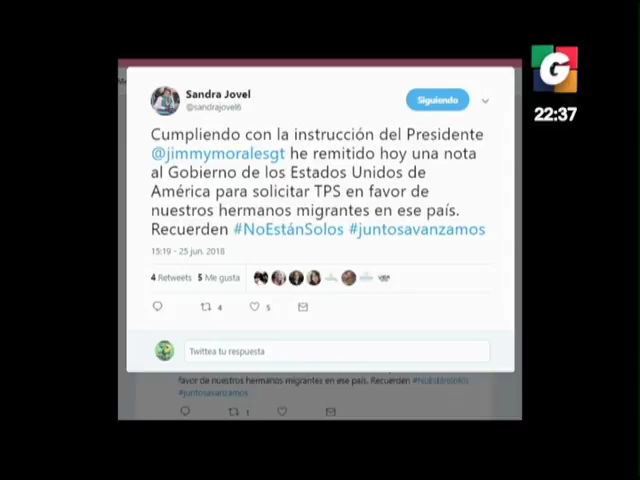 G
22:37
Sandra Jovel
@sandrajovel6
Siguiendo
Cumpliendo con la instrucción del Presidente
@jimmymoralesgt he remitido hoy una nota
al Gobierno de los Estados Unidos de
América para solicitar TPS en favor de
nuestros hermanos migrantes en ese país.
Recuerden #NoEstánSolos #juntosavanzamos
15:19 - 25 jun. 2018
4 Retweets 5 Me gusta
4 5
Twittea tu respuesta
favor de nuestros hermanos migrantes en ese país. Recuerden #NoEstánSolos
#juntosavanzamos
1